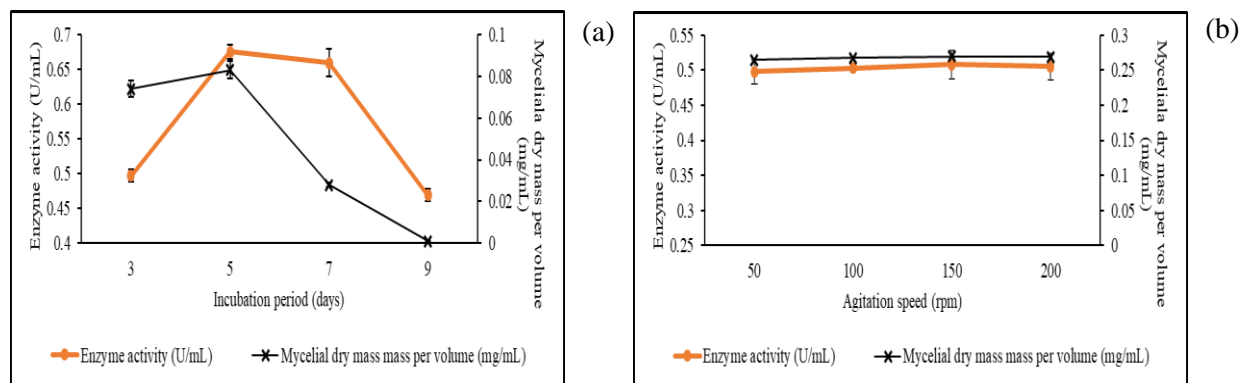 (a)
Enzyme activity (U/mL)
0.7
0.65
0.6
0.55
0.5
0.45
0.4
0.1
0.08
0.06
0.04
0.02
0
Myceliala dry mass per volume
(mg/mL)
3 5 7 9
Incubation period (days)
Enzyme activity (U/mL) Mycelial dry mass mass per volume (mg/mL)
(b)
Enzyme activity (U/mL)
0.55
0.5
0.45
0.4
0.35
0.3
0.25
0.3
0.25
0.2
0.15
0.1
0.05
0
Myceliala dry mass per volume
(mg/mL)
50 100 150 200
Agitation speed (rpm)
Enzyme activity (U/mL) Mycelial dry mass mass per volume (mg/mL)